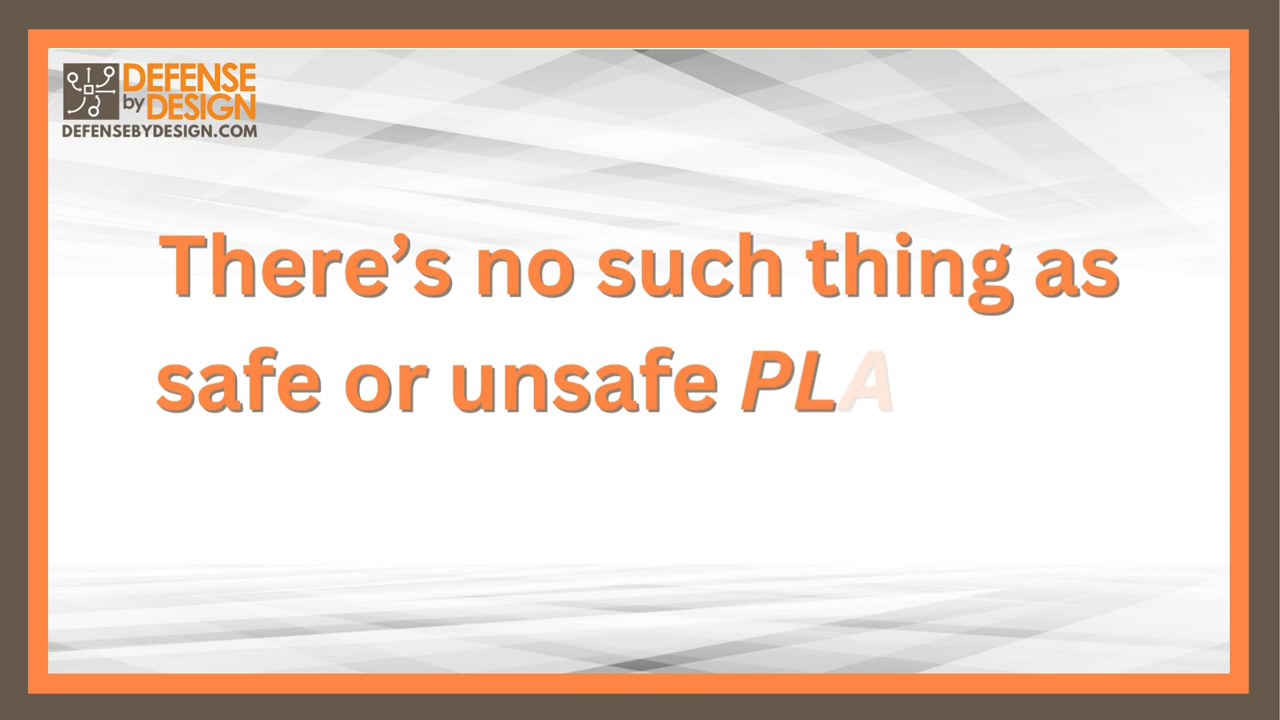 DEFENSE
by DESIGN
DEFENSEBYDESIGN.COM
There’s no such thing as
safe or unsafe PLA